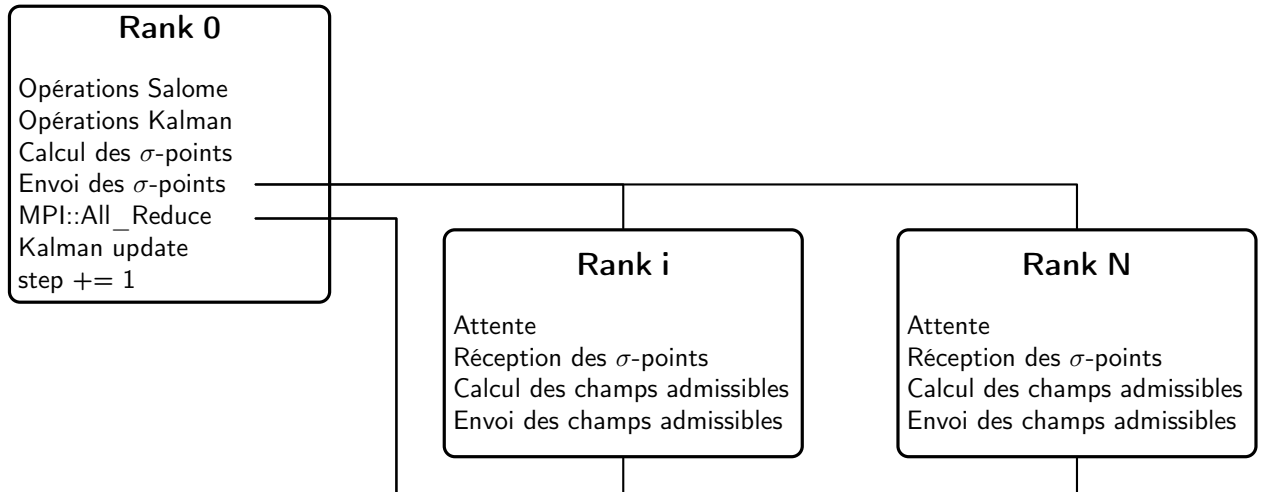 Rank 0
Opérations Salome
Opérations Kalman
Calcul des σ-points
Envoi des σ-points
MPI::All_Reduce
Kalman update
step += 1
Rank i
Attente
Réception des σ-points
Calcul des champs admissibles
Envoi des champs admissibles
Rank N
Attente
Réception des σ-points
Calcul des champs admissibles
Envoi des champs admissibles